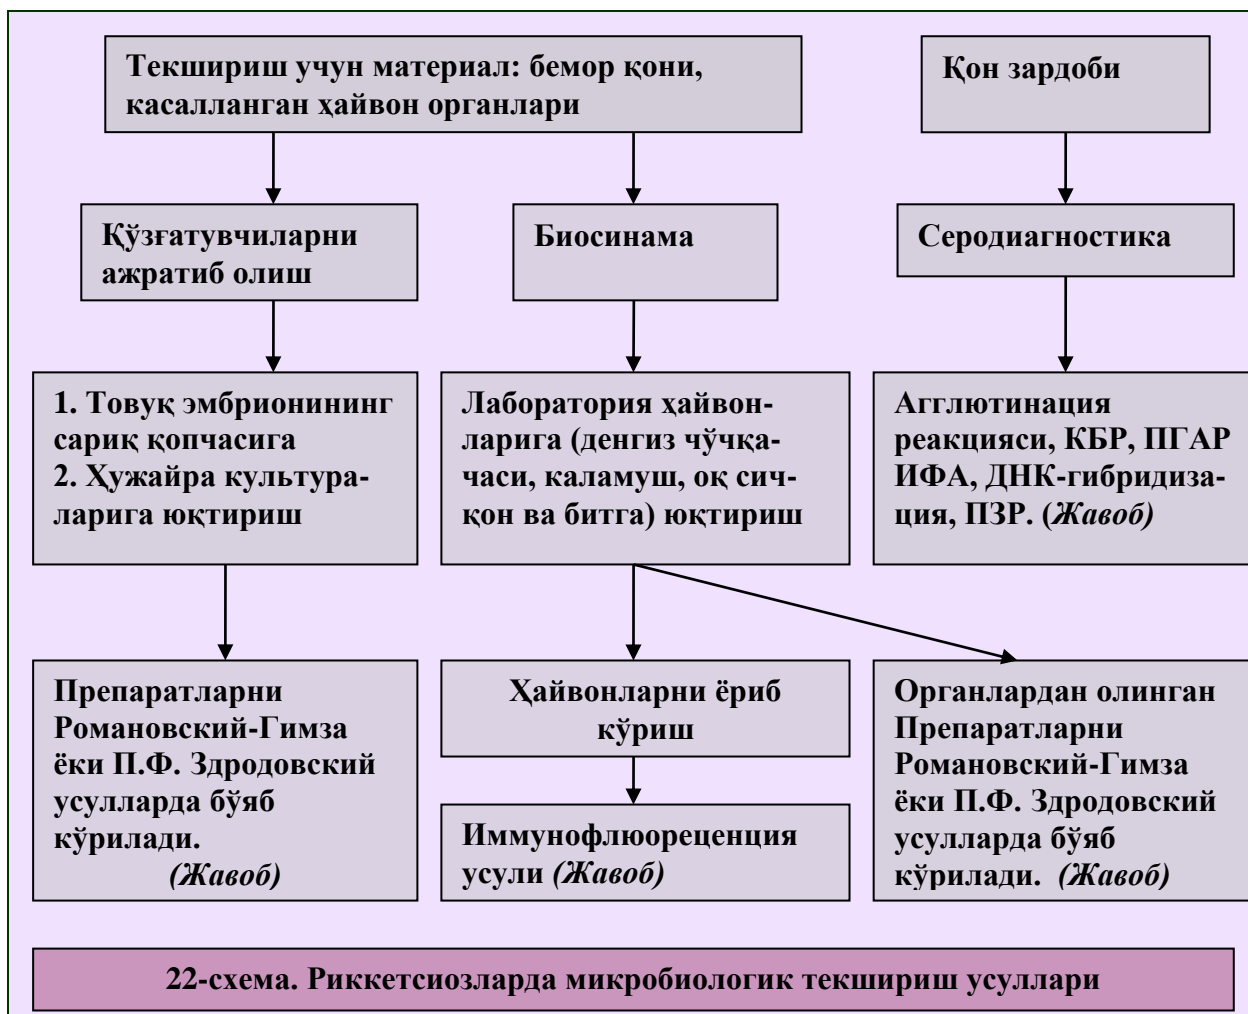 Текшириш учун материал: бемор қони,
касалланган ҳайвон органлари
Қон зардоби
Қўзғатувчиларни
ажратиб олиш
Биосинама
Серодиагностика
1. Товуқ эмбрионининг
сариқ қопчасига
2. Ҳужайра культура-
ларига юқтириш
Лаборатория ҳайвон-
ларига (денгиз чўчқа-
часи, каламуш, оқ сич-
қон ва битга) юқтириш
Агглютинация
реакцияси, КБР, ПГАР
ИФА, ДНК-гибридиза-
ция, ПЗР. (Жавоб)
Препаратларни
Романовский-Гимза
ёки П.Ф. Здродовский
усулларда бўяб
кўрилади.
(Жавоб)
Ҳайвонларни ёриб
кўриш
Иммунофлюореценция
усули (Жавоб)
Органлардан олинган
Препаратларни
Романовский-Гимза
ёки П.Ф. Здродовский
усулларда бўяб
кўрилади. (Жавоб)
22-схема. Риккетсиозларда микробиологик текшириш усуллари